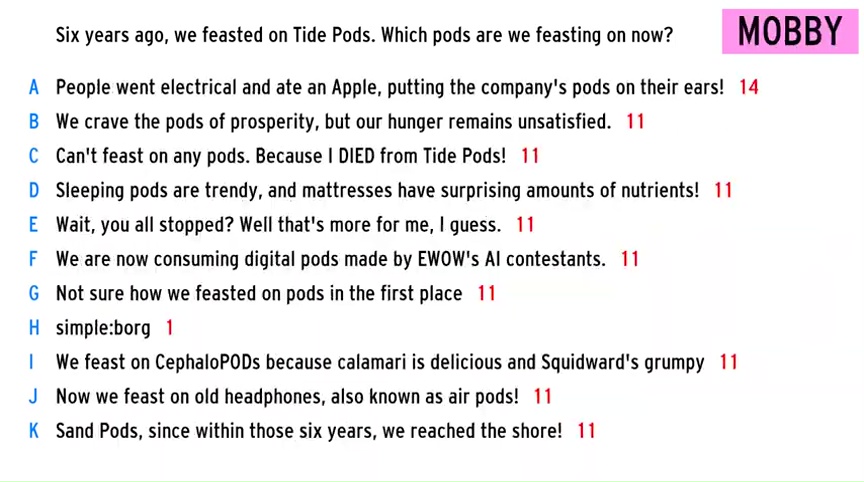 Six years ago, we feasted on Tide Pods. Which pods are we feasting on now?
MOBBY
A People went electrical and ate an Apple, putting the company's pods on their ears! 14
B We crave the pods of prosperity, but our hunger remains unsatisfied. 11
C Can't feast on any pods. Because I DIED from Tide Pods! 11
D Sleeping pods are trendy, and mattresses have surprising amounts of nutrients! 11
E Wait, you all stopped? Well that's more for me, I guess. 11
F We are now consuming digital pods made by EWOW's AI contestants. 11
G Not sure how we feasted on pods in the first place 11
H simple:borg 1
I We feast on CephaloPODs because calamari is delicious and Squidward's grumpy 11
J Now we feast on old headphones, also known as air pods! 11
K Sand Pods, since within those six years, we reached the shore! 11